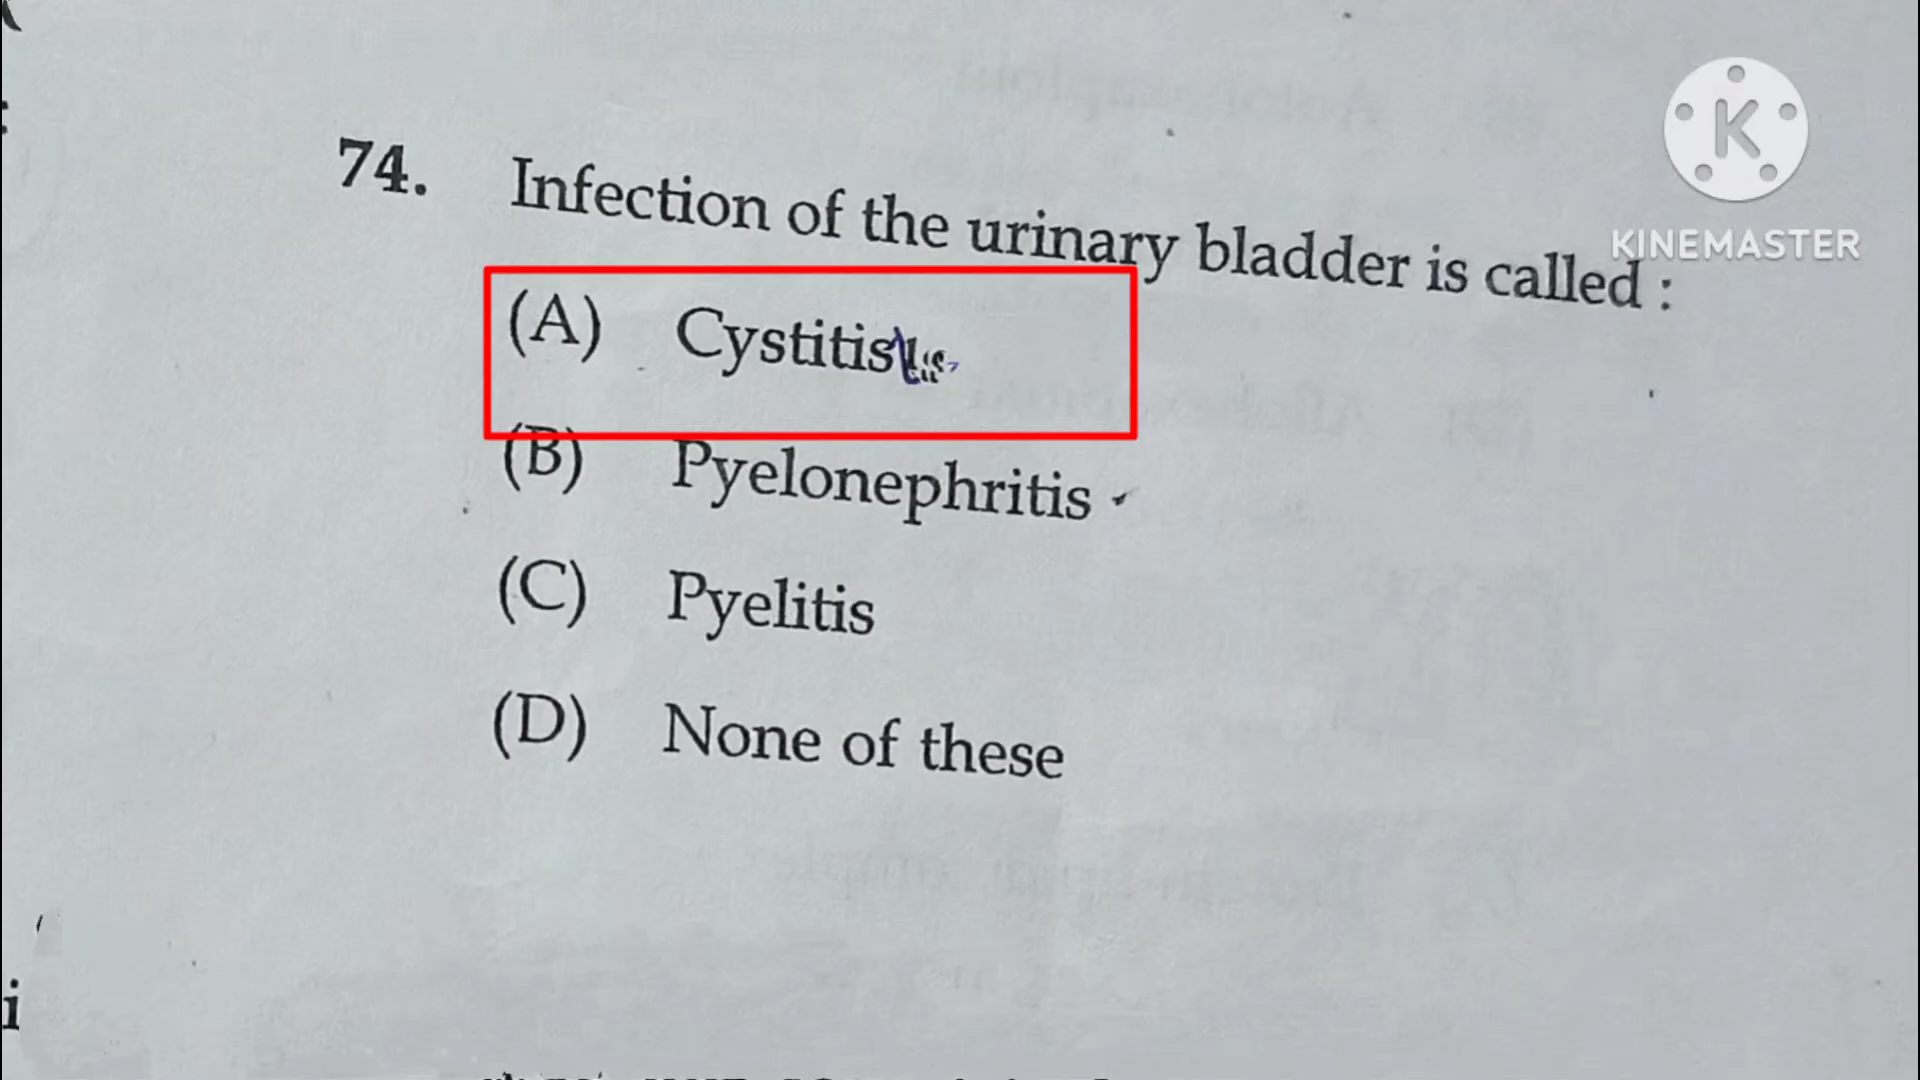 K
KINEMASTER
74. Infection of the urinary bladder is called :
(A) Cystitis
(B) Pyelonephritis
(C) Pyelitis
(D) None of these
i